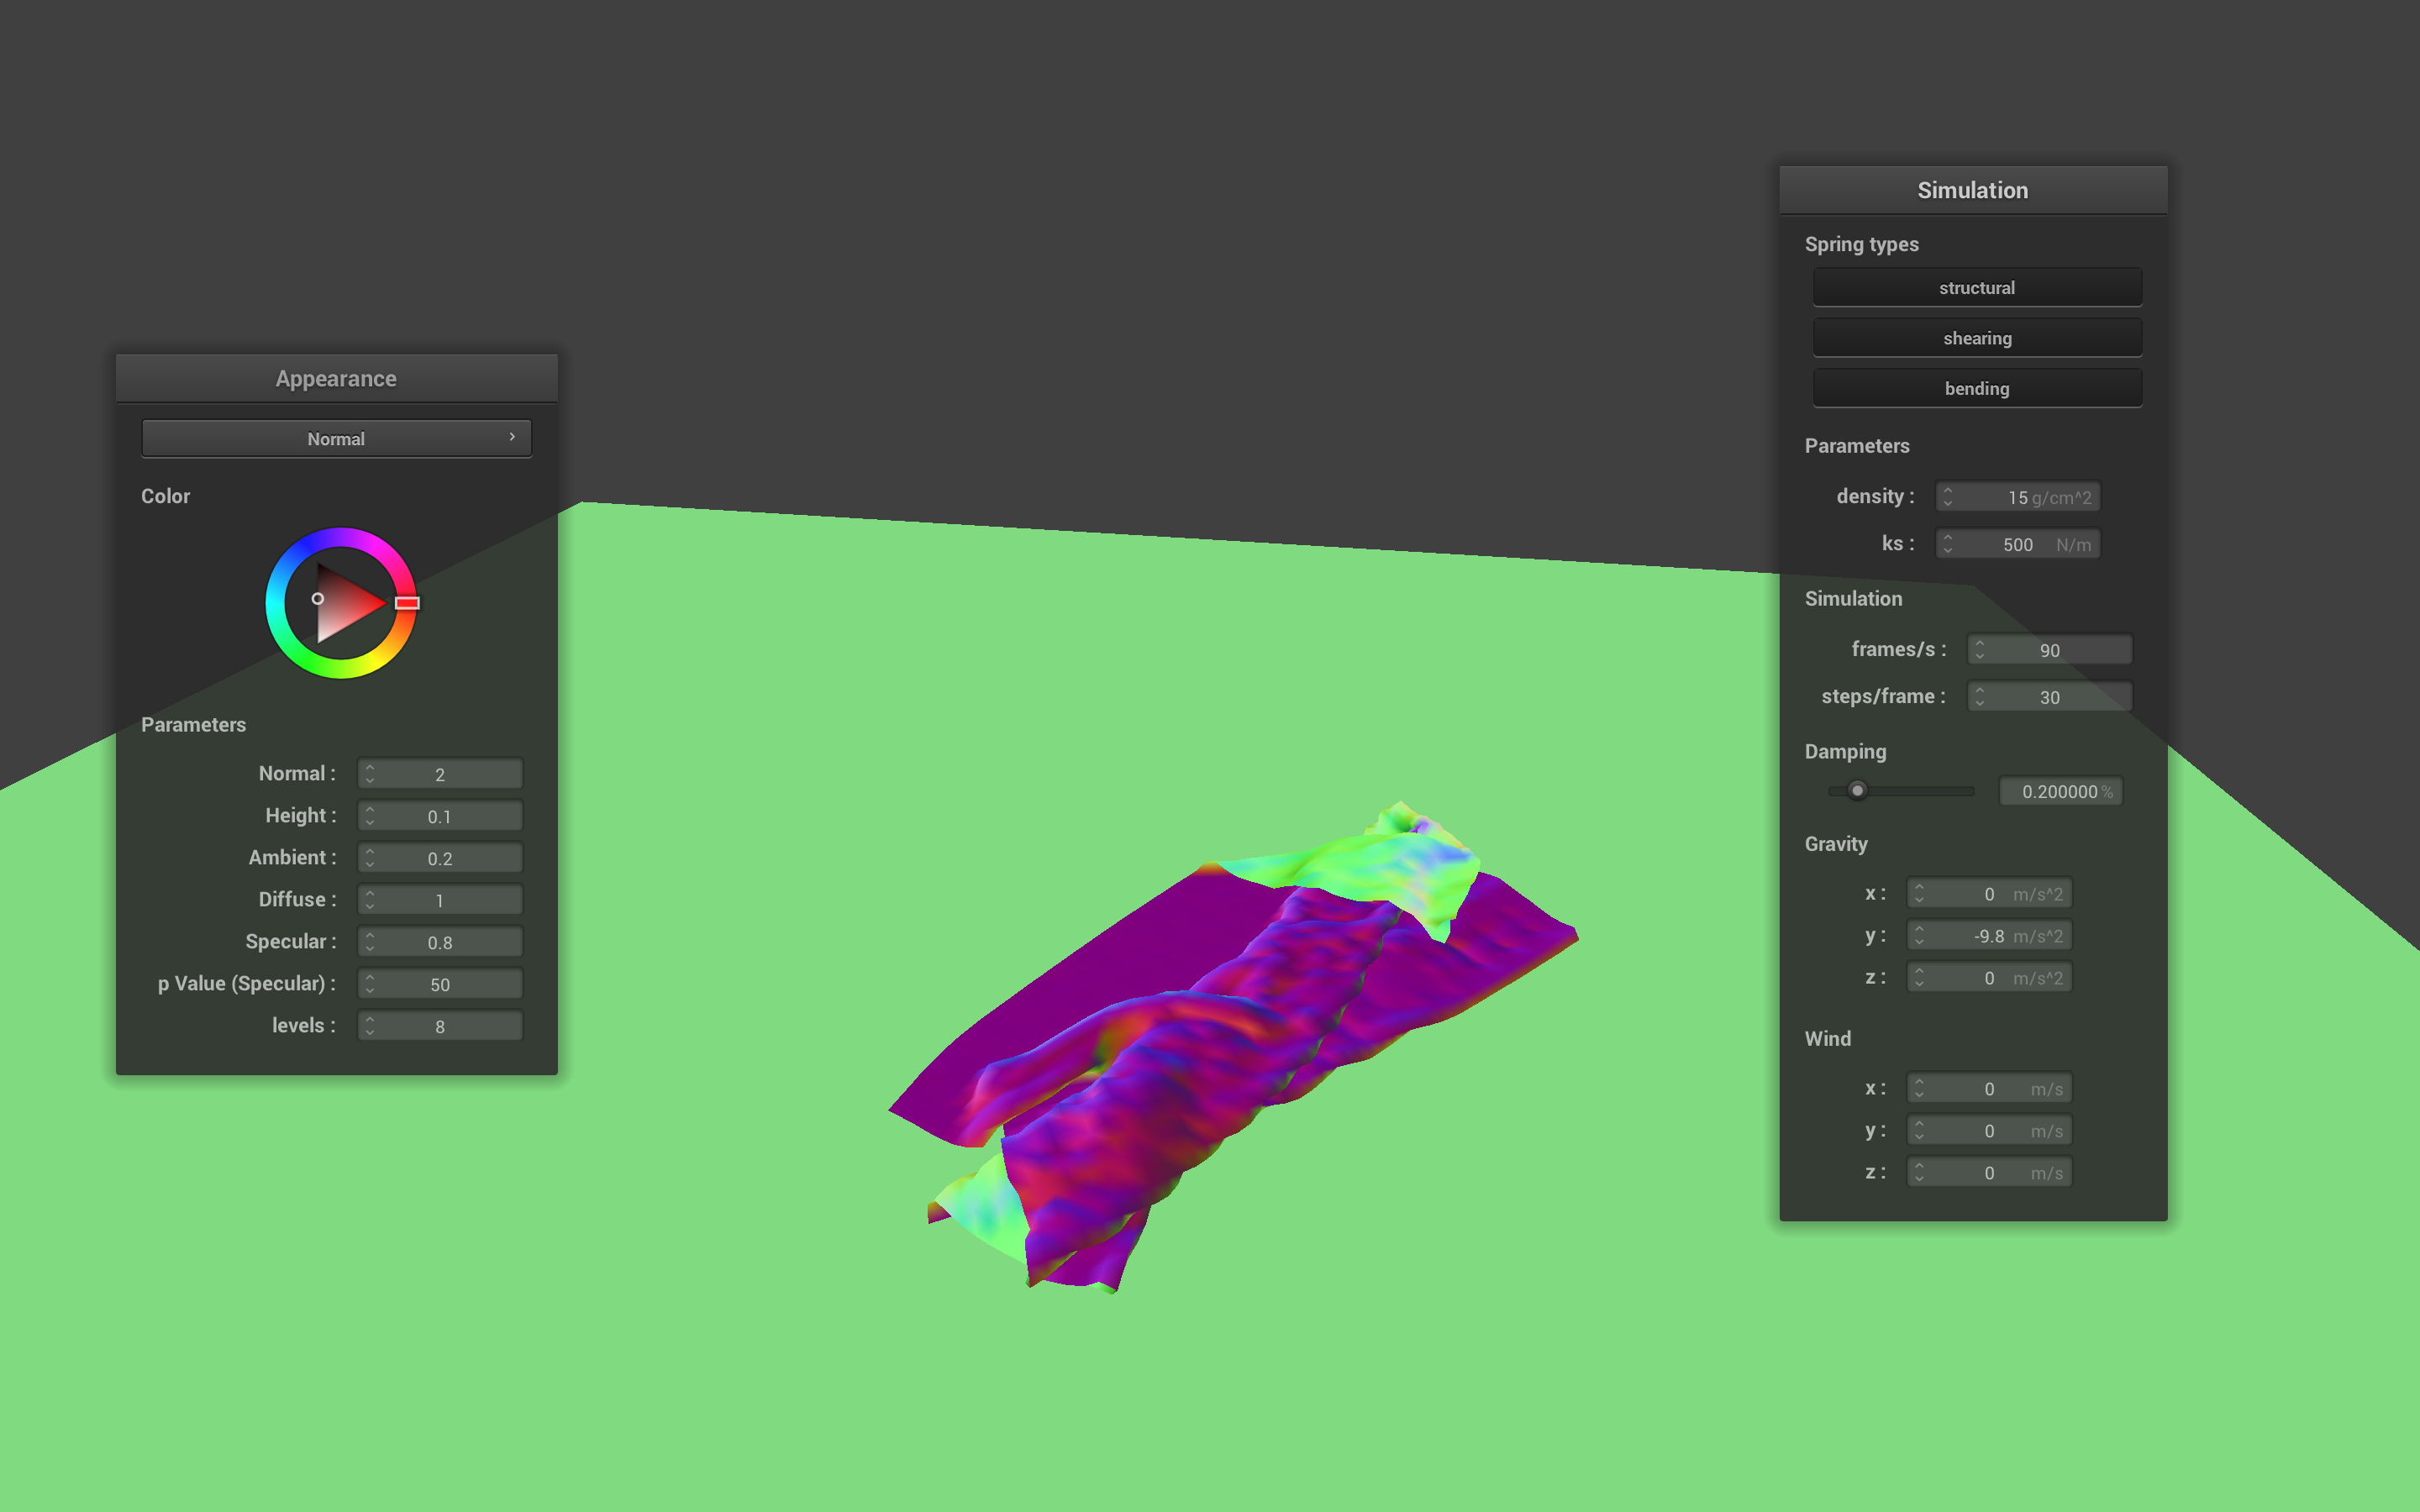 Appearance
Normal
Color
Parameters
Normal : 2
Height : 0.1
Ambient : 0.2
Diffuse : 1
Specular : 0.8
p Value (Specular) : 50
levels : 8
Simulation
Spring types
structural
shearing
bending
Parameters
density : 15 g/cm^2
ks : 500 N/m
Simulation
frames/s : 90
steps/frame : 30
Damping
0.200000 %
Gravity
x : 0 m/s^2
y : -9.8 m/s^2
z : 0 m/s^2
Wind
x : 0 m/s
y : 0 m/s
z : 0 m/s